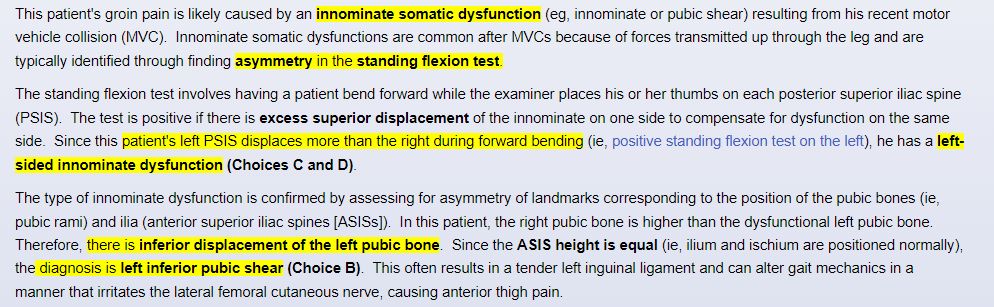 This patient's groin pain is likely caused by an innominate somatic dysfunction (eg, innominate or pubic shear) resulting from his recent motor
vehicle collision (MVC). Innominate somatic dysfunctions are common after MVCs because of forces transmitted up through the leg and are
typically identified through finding asymmetry in the standing flexion test.
The standing flexion test involves having a patient bend forward while the examiner places his or her thumbs on each posterior superior iliac spine
(PSIS). The test is positive if there is excess superior displacement of the innominate on one side to compensate for dysfunction on the same
side. Since this patient's left PSIS displaces more than the right during forward bending (ie, positive standing flexion test on the left), he has a left-
sided innominate dysfunction (Choices C and D).
The type of innominate dysfunction is confirmed by assessing for asymmetry of landmarks corresponding to the position of the pubic bones (ie,
pubic rami) and ilia (anterior superior iliac spines [ASISs]). In this patient, the right pubic bone is higher than the dysfunctional left pubic bone.
Therefore, there is inferior displacement of the left pubic bone. Since the ASIS height is equal (ie, ilium and ischium are positioned normally),
the diagnosis is left inferior pubic shear (Choice B). This often results in a tender left inguinal ligament and can alter gait mechanics in a
manner that irritates the lateral femoral cutaneous nerve, causing anterior thigh pain.